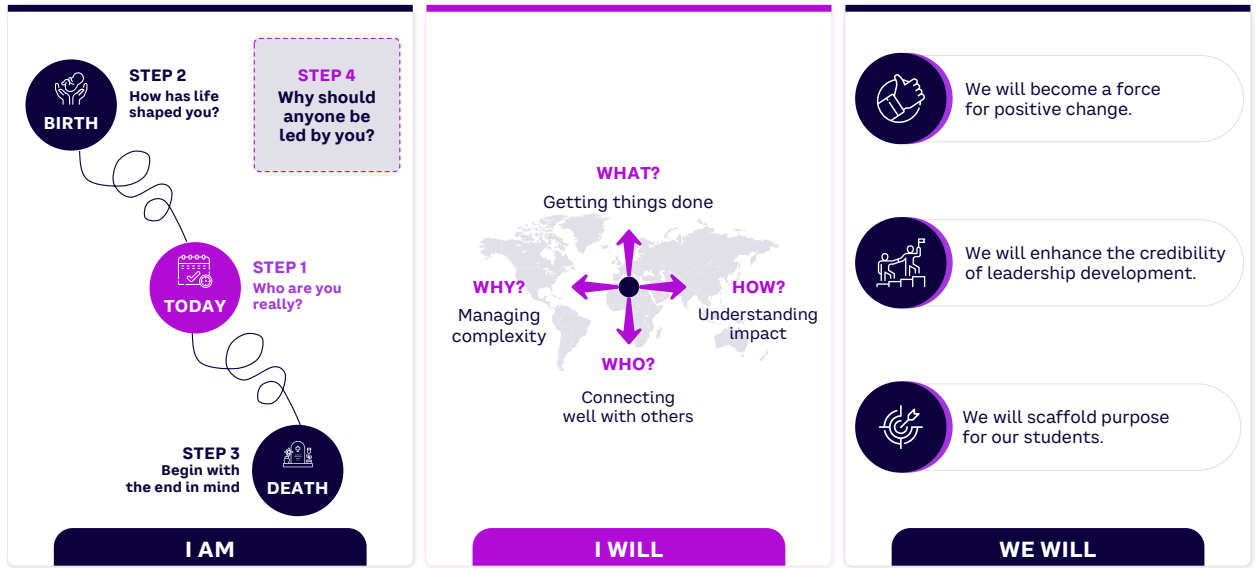 BIRTH
STEP 2
How has life
shaped you?
STEP 4
Why should
anyone be
led by you?
TODAY
STEP 1
Who are you
really?
STEP 3
Begin with
the end in mind
DEATH
I AM
WHAT?
Getting things done
WHY?
Managing
complexity
HOW?
Understanding
impact
WHO?
Connecting
well with others
I WILL
We will become a force
for positive change.
We will enhance the credibility
of leadership development.
We will scaffold purpose
for our students.
WE WILL